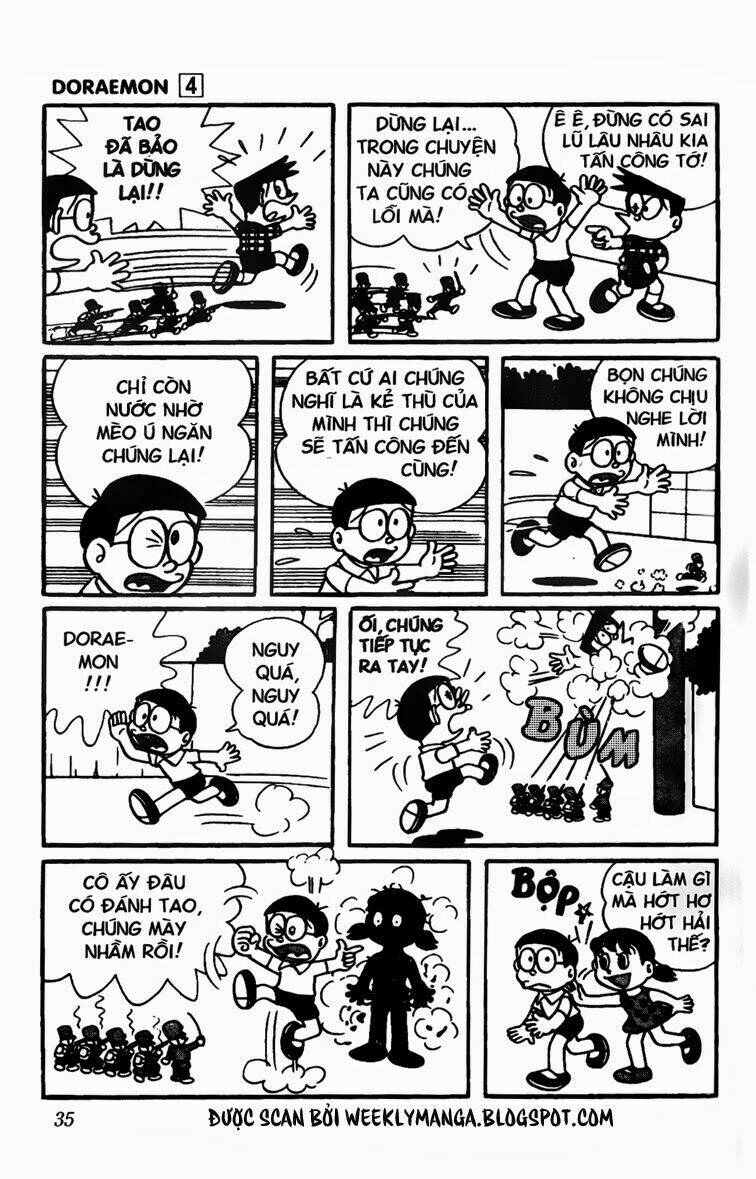 DORAEMON 4
TAO
ĐÃ BẢO
LÀ DỪNG
LẠI!!
DỪNG LẠI...
TRONG CHUYỆN
NÀY CHÚNG
TA CŨNG CÓ
LỖI MÀ!
Ê Ê, ĐỪNG CÓ SAI
LŨ LÂU NHÂU KIA
TẤN CÔNG TỚ!
CHỈ CÒN
NƯỚC NHỜ
MÈO Ú NGĂN
CHÚNG LẠI!
BẤT CỨ AI CHÚNG
NGHĨ LÀ KẺ THÙ CỦA
MÌNH THÌ CHÚNG
SẼ TẤN CÔNG ĐẾN
CÙNG!
BỌN CHÚNG
KHÔNG CHỊU
NGHE LỜI
MÌNH!
DORAE-
MON
!!!
NGUY
QUÁ,
NGUY
QUÁ!
ỐI, CHÚNG
TIẾP TỤC
RA TAY!
BÙM
CÔ ẤY ĐÂU
CÓ ĐÁNH TAO,
CHÚNG MÀY
NHẦM RỒI!
BỘP
CẬU LÀM GÌ
MÀ HỚT HƠ
HỚT HẢI
THẾ?
35
ĐƯỢC SCAN BỞI WEEKLYMANGA.BLOGSPOT.COM